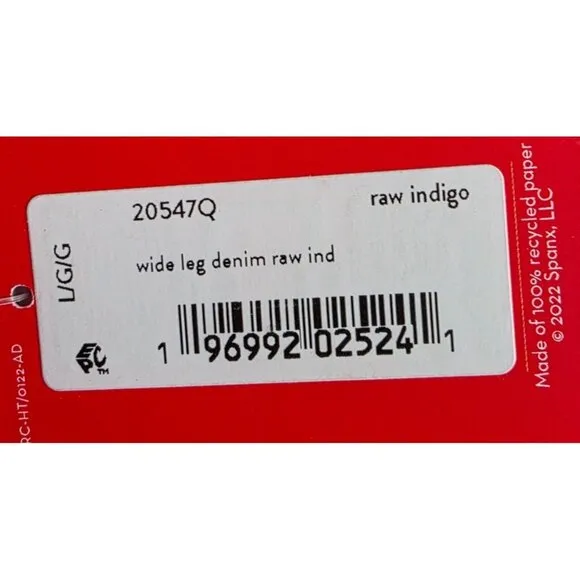 20547Q
raw indigo
wide leg denim raw ind
L/G/G
EPC™
1 96992 02524 1
Made of 100% recycled paper
© 2022 Spanx, LLC
RC-HT/0122-AD